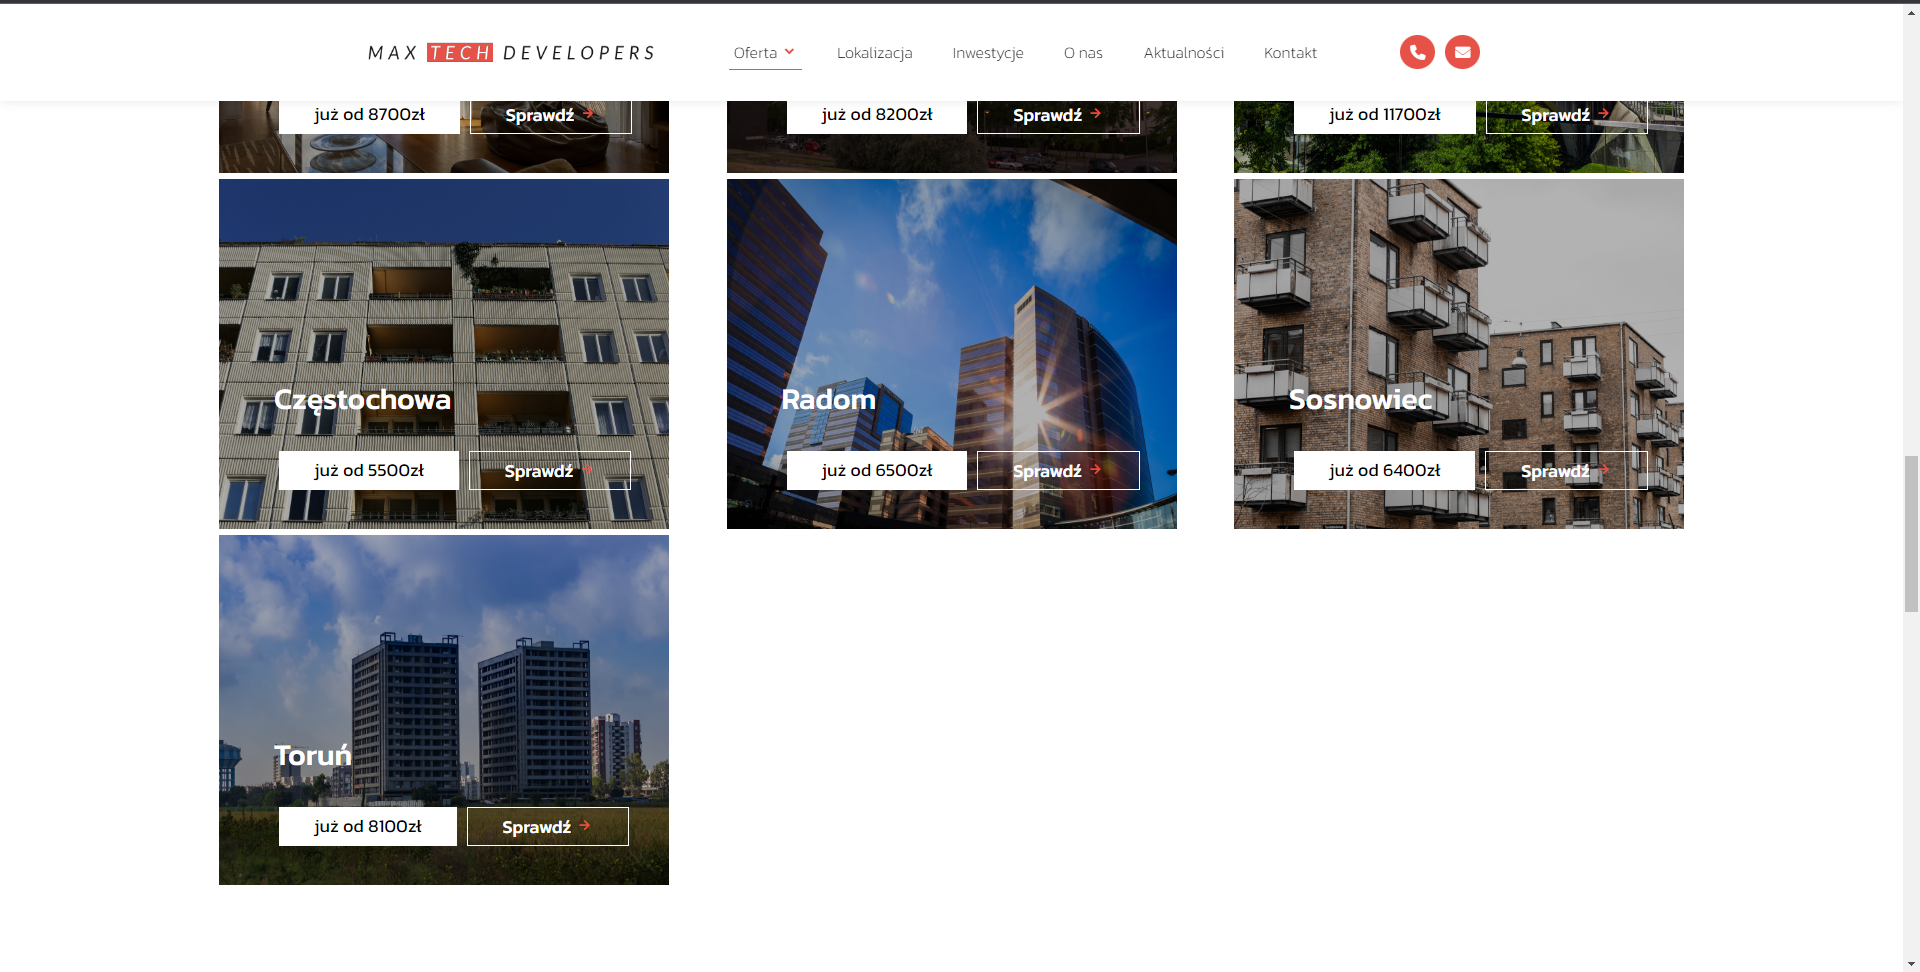 MAX TECH DEVELOPERS
Oferta
Lokalizacja
Inwestycje
O nas
Aktualności
Kontakt
już od 8700zł
Sprawdź
już od 8200zł
Sprawdź
już od 11700zł
Sprawdź
Częstochowa
już od 5500zł
Sprawdź
Radom
już od 6500zł
Sprawdź
Sosnowiec
już od 6400zł
Sprawdź
Toruń
już od 8100zł
Sprawdź